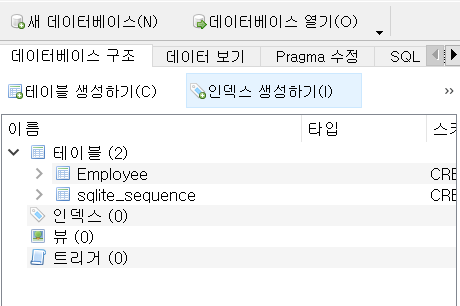 새 데이터베이스(N) 데이터베이스 열기(O)
데이터베이스 구조 데이터 보기 Pragma 수정 SQL
테이블 생성하기(C) 인덱스 생성하기(I) »
이름 타입 스키
테이블 (2)
Employee CRE
sqlite_sequence CRE
인덱스 (0)
뷰 (0)
트리거 (0)